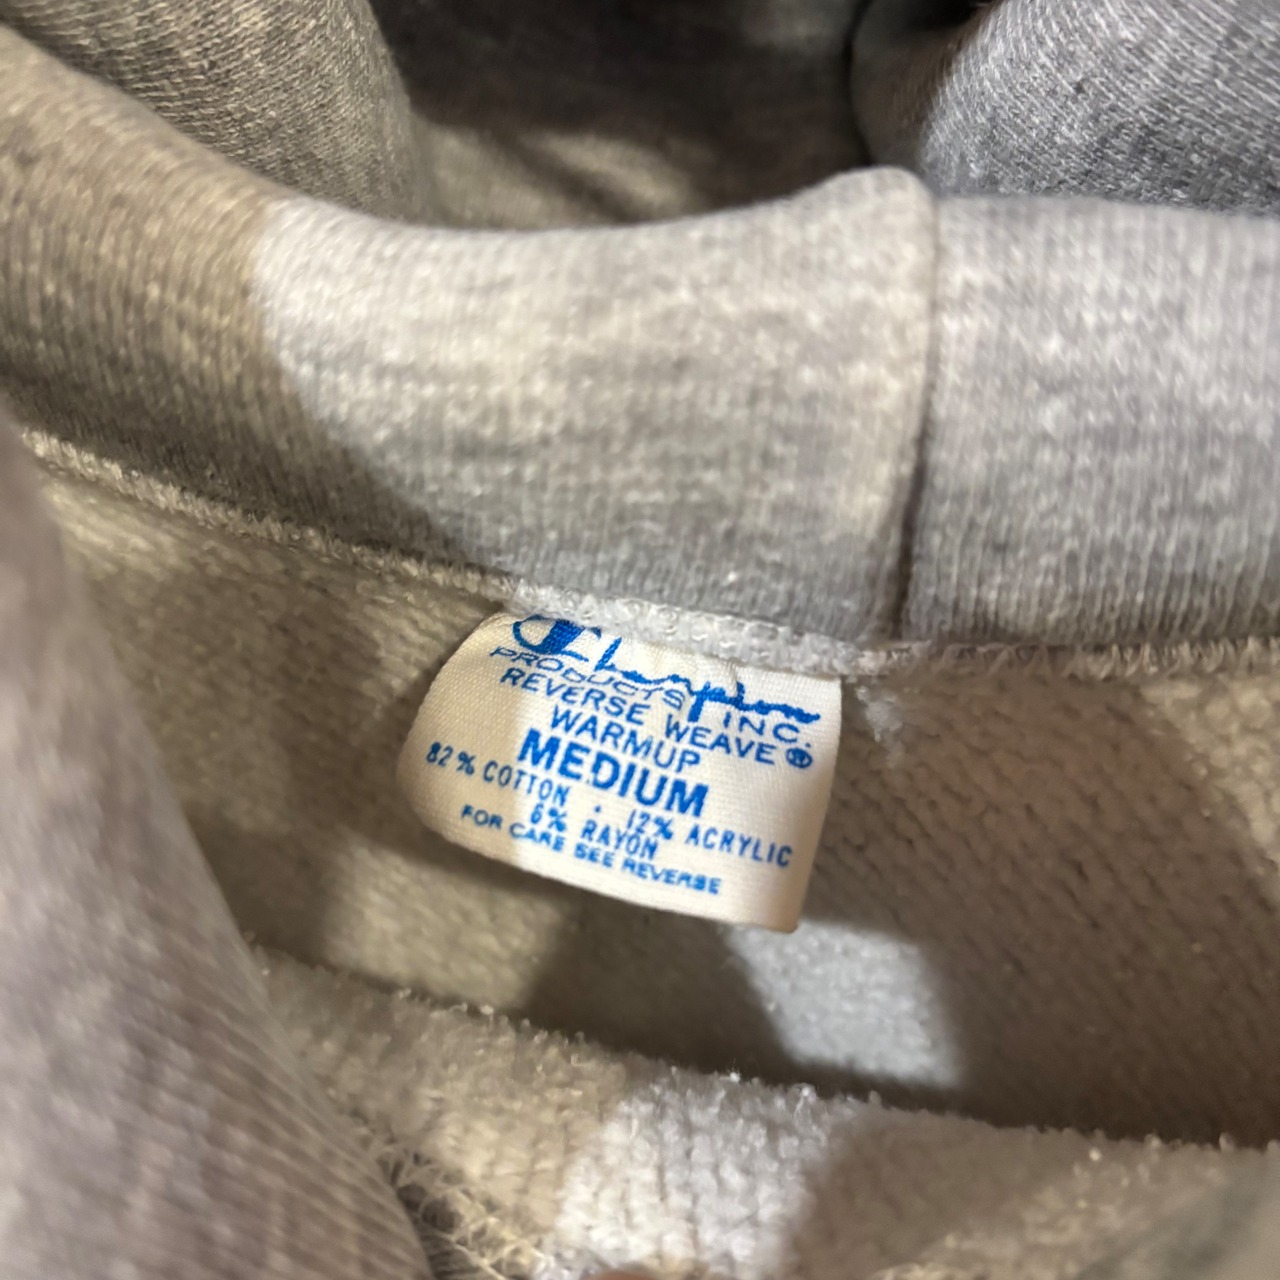 Champion
PRODUCTS, INC.
REVERSE WEAVE ®
WARMUP
MEDIUM
82% COTTON · 12% ACRYLIC
6% RAYON
FOR CARE SEE REVERSE